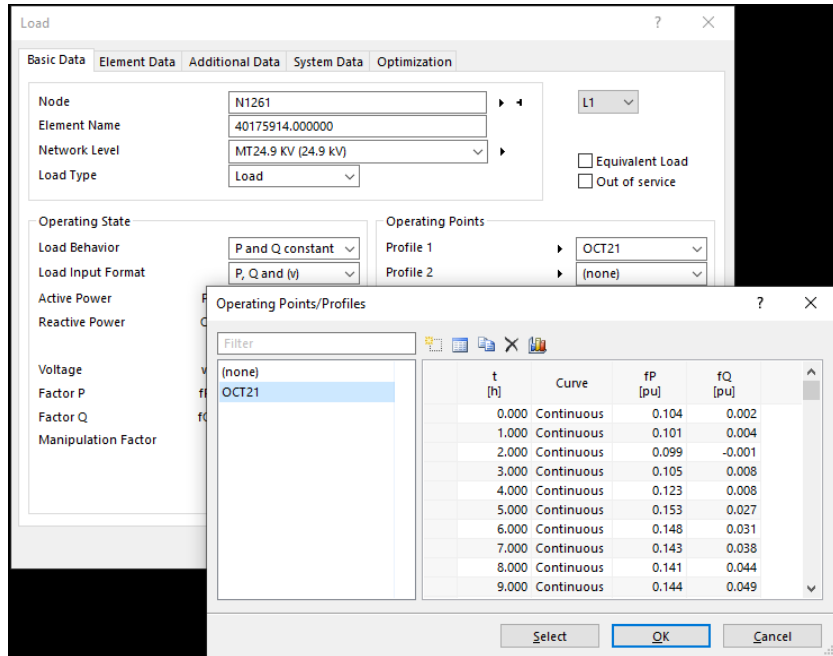 Load ?
Basic Data Element Data Additional Data System Data Optimization
Node N1261 L1
Element Name 40175914.000000
Network Level MT24.9 KV (24.9 kV) Equivalent Load
Load Type Load Out of service
Operating State Operating Points
Load Behavior P and Q constant Profile 1 OCT21
Load Input Format P, Q and (v) Profile 2 (none)
Active Power
Reactive Power
Voltage
Factor P
Factor Q
Manipulation Factor
Operating Points/Profiles ?
Filter
(none)
OCT21
t Curve fP fQ
[h] [pu] [pu]
0.000 Continuous 0.104 0.002
1.000 Continuous 0.101 0.004
2.000 Continuous 0.099 -0.001
3.000 Continuous 0.105 0.008
4.000 Continuous 0.123 0.008
5.000 Continuous 0.153 0.027
6.000 Continuous 0.148 0.031
7.000 Continuous 0.143 0.038
8.000 Continuous 0.141 0.044
9.000 Continuous 0.144 0.049
Select OK Cancel